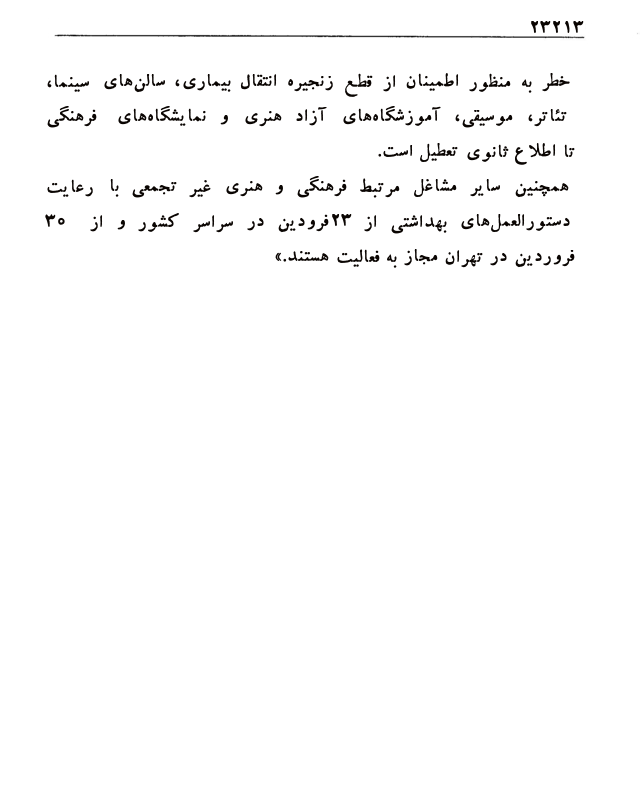 ۲۳۲۱۳
خطر به منظور اطمینان از قطع زنجیره انتقال بیماری، سالن‌های سینما،
تئاتر، موسیقی، آموزشگاه‌های آزاد هنری و نمایشگاه‌های فرهنگی
تا اطلاع ثانوی تعطیل است.
همچنین سایر مشاغل مرتبط فرهنگی و هنری غیر تجمعی با رعایت
دستورالعمل‌های بهداشتی از ۲۳فرودین در سراسر کشور و از ۳۰
فروردین در تهران مجاز به فعالیت هستند.»